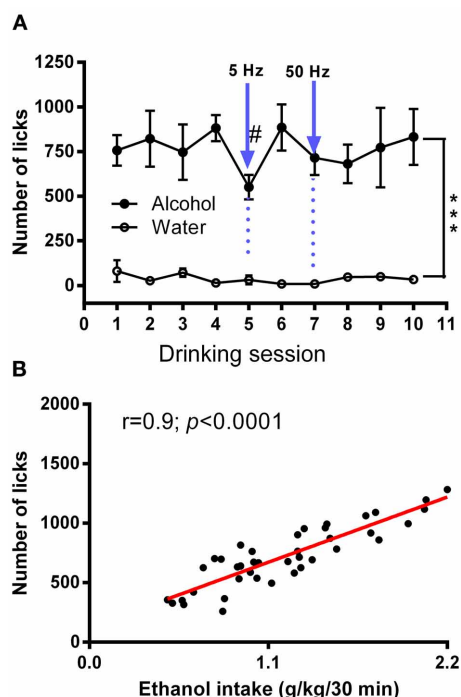 A
5 Hz
50 Hz
Number of licks
1250
1000
750
500
250
0
#
Alcohol
Water
***
0 1 2 3 4 5 6 7 8 9 10 11
Drinking session
B
Number of licks
2000
1500
1000
500
0
r=0.9; p<0.0001
0.0 1.1 2.2
Ethanol intake (g/kg/30 min)